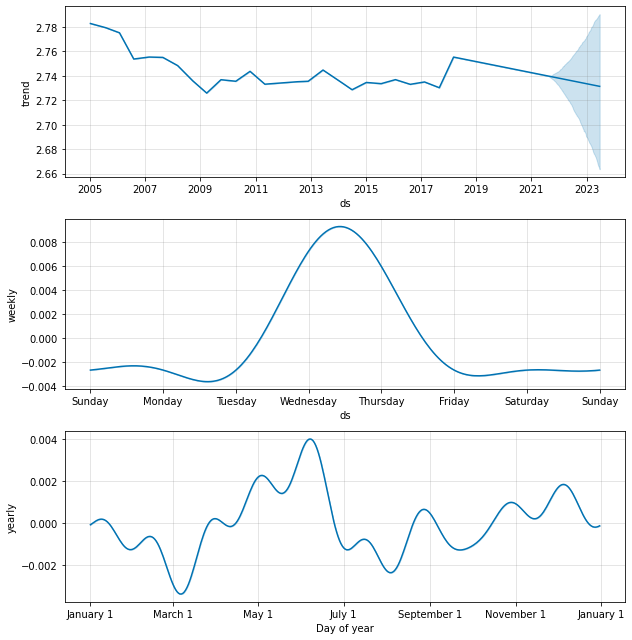 2.78
2.76
2.74
2.72
2.70
2.68
2.66
trend
2005 2007 2009 2011 2013 2015 2017 2019 2021 2023
ds
0.008
0.006
0.004
0.002
0.000
−0.002
−0.004
weekly
Sunday Monday Tuesday Wednesday Thursday Friday Saturday Sunday
ds
0.004
0.002
0.000
−0.002
yearly
January 1 March 1 May 1 July 1 September 1 November 1 January 1
Day of year